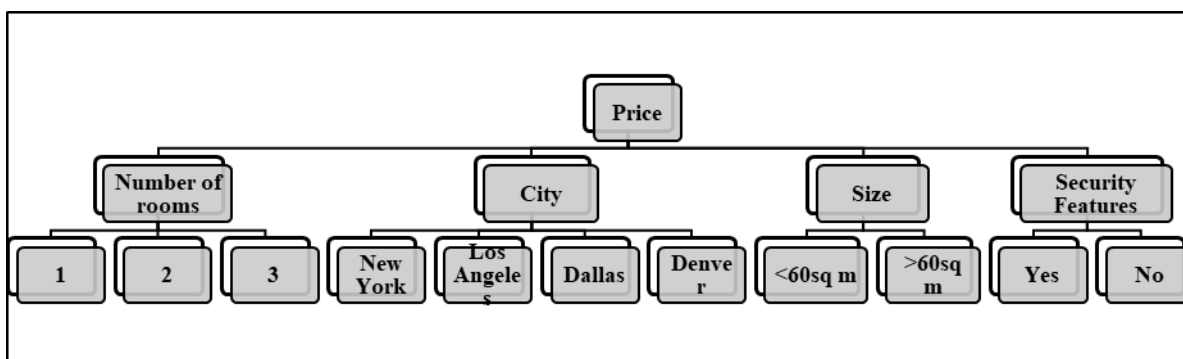 Price
Number of
rooms
City
Size
Security
Features
1
2
3
New
York
Los
Angele
s
Dallas
Denve
r
<60sq m
>60sq
m
Yes
No